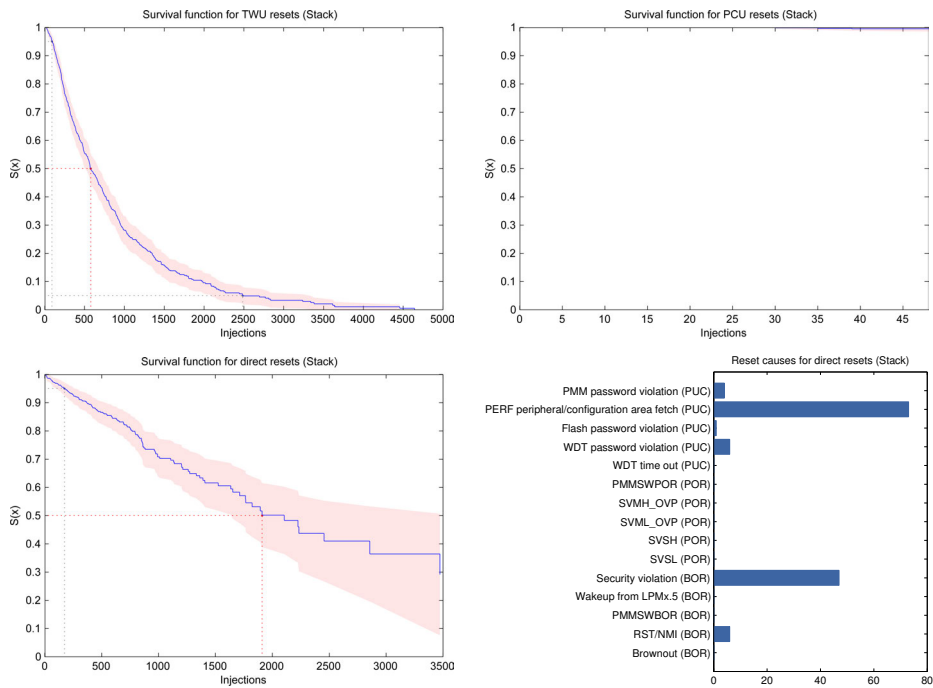 Survival function for TWU resets (Stack)
1
0.9
0.8
0.7
0.6
0.5
0.4
0.3
0.2
0.1
0
S(x)
0 500 1000 1500 2000 2500 3000 3500 4000 4500 5000
Injections
Survival function for PCU resets (Stack)
1
0.9
0.8
0.7
0.6
0.5
0.4
0.3
0.2
0.1
0
S(x)
0 5 10 15 20 25 30 35 40 45
Injections
Survival function for direct resets (Stack)
1
0.9
0.8
0.7
0.6
0.5
0.4
0.3
0.2
0.1
0
S(x)
0 500 1000 1500 2000 2500 3000 3500
Injections
Reset causes for direct resets (Stack)
PMM password violation (PUC)
PERF peripheral/configuration area fetch (PUC)
Flash password violation (PUC)
WDT password violation (PUC)
WDT time out (PUC)
PMMSWPOR (POR)
SVMH_OVP (POR)
SVML_OVP (POR)
SVSH (POR)
SVSL (POR)
Security violation (BOR)
Wakeup from LPMx.5 (BOR)
PMMSWBOR (BOR)
RST/NMI (BOR)
Brownout (BOR)
0 20 40 60 80